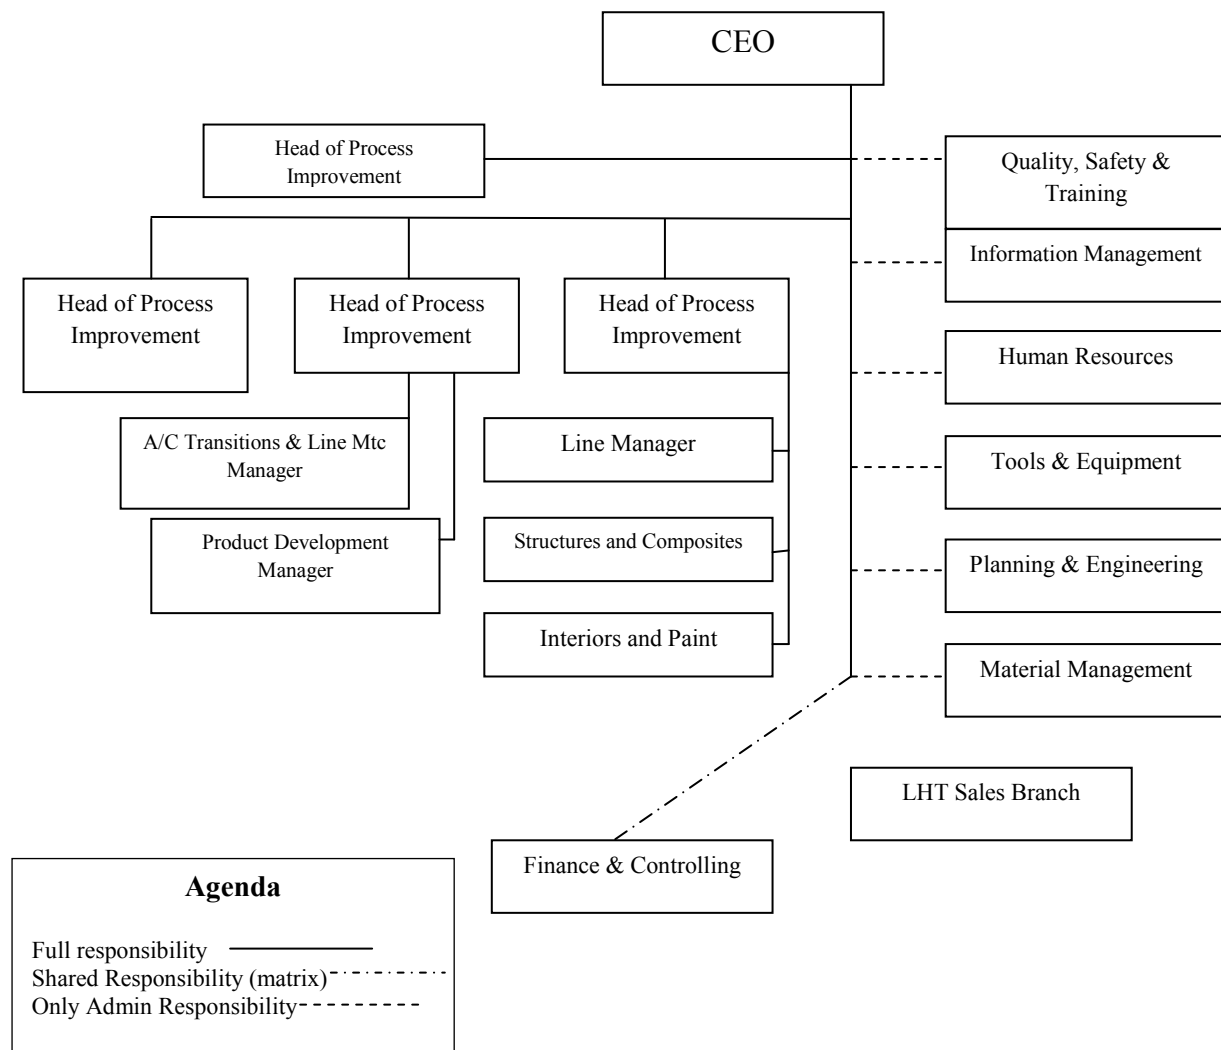 CEO
Head of Process
Improvement
Quality, Safety &
Training
Information Management
Head of Process
Improvement
Head of Process
Improvement
Head of Process
Improvement
Human Resources
A/C Transitions & Line Mtc
Manager
Line Manager
Tools & Equipment
Product Development
Manager
Structures and Composites
Planning & Engineering
Interiors and Paint
Material Management
LHT Sales Branch
Finance & Controlling
Agenda
Full responsibility
Shared Responsibility (matrix)
Only Admin Responsibility